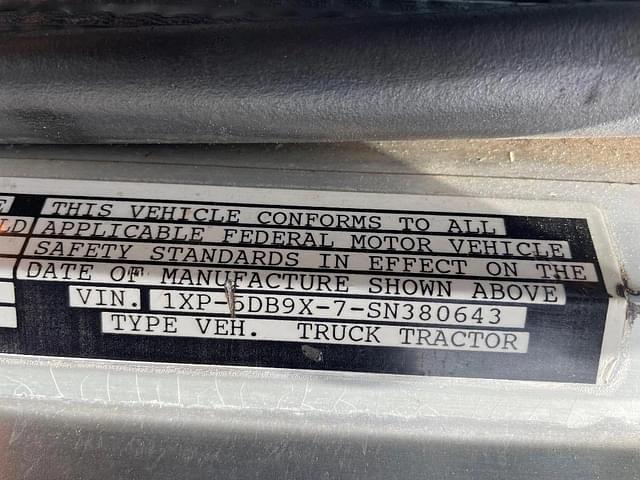 E THIS VEHICLE CONFORMS TO ALL
LD APPLICABLE FEDERAL MOTOR VEHICLE
SAFETY STANDARDS IN EFFECT ON THE
DATE OF MANUFACTURE SHOWN ABOVE
VIN. 1XP-5DB9X-7-SN380643
TYPE VEH. TRUCK TRACTOR